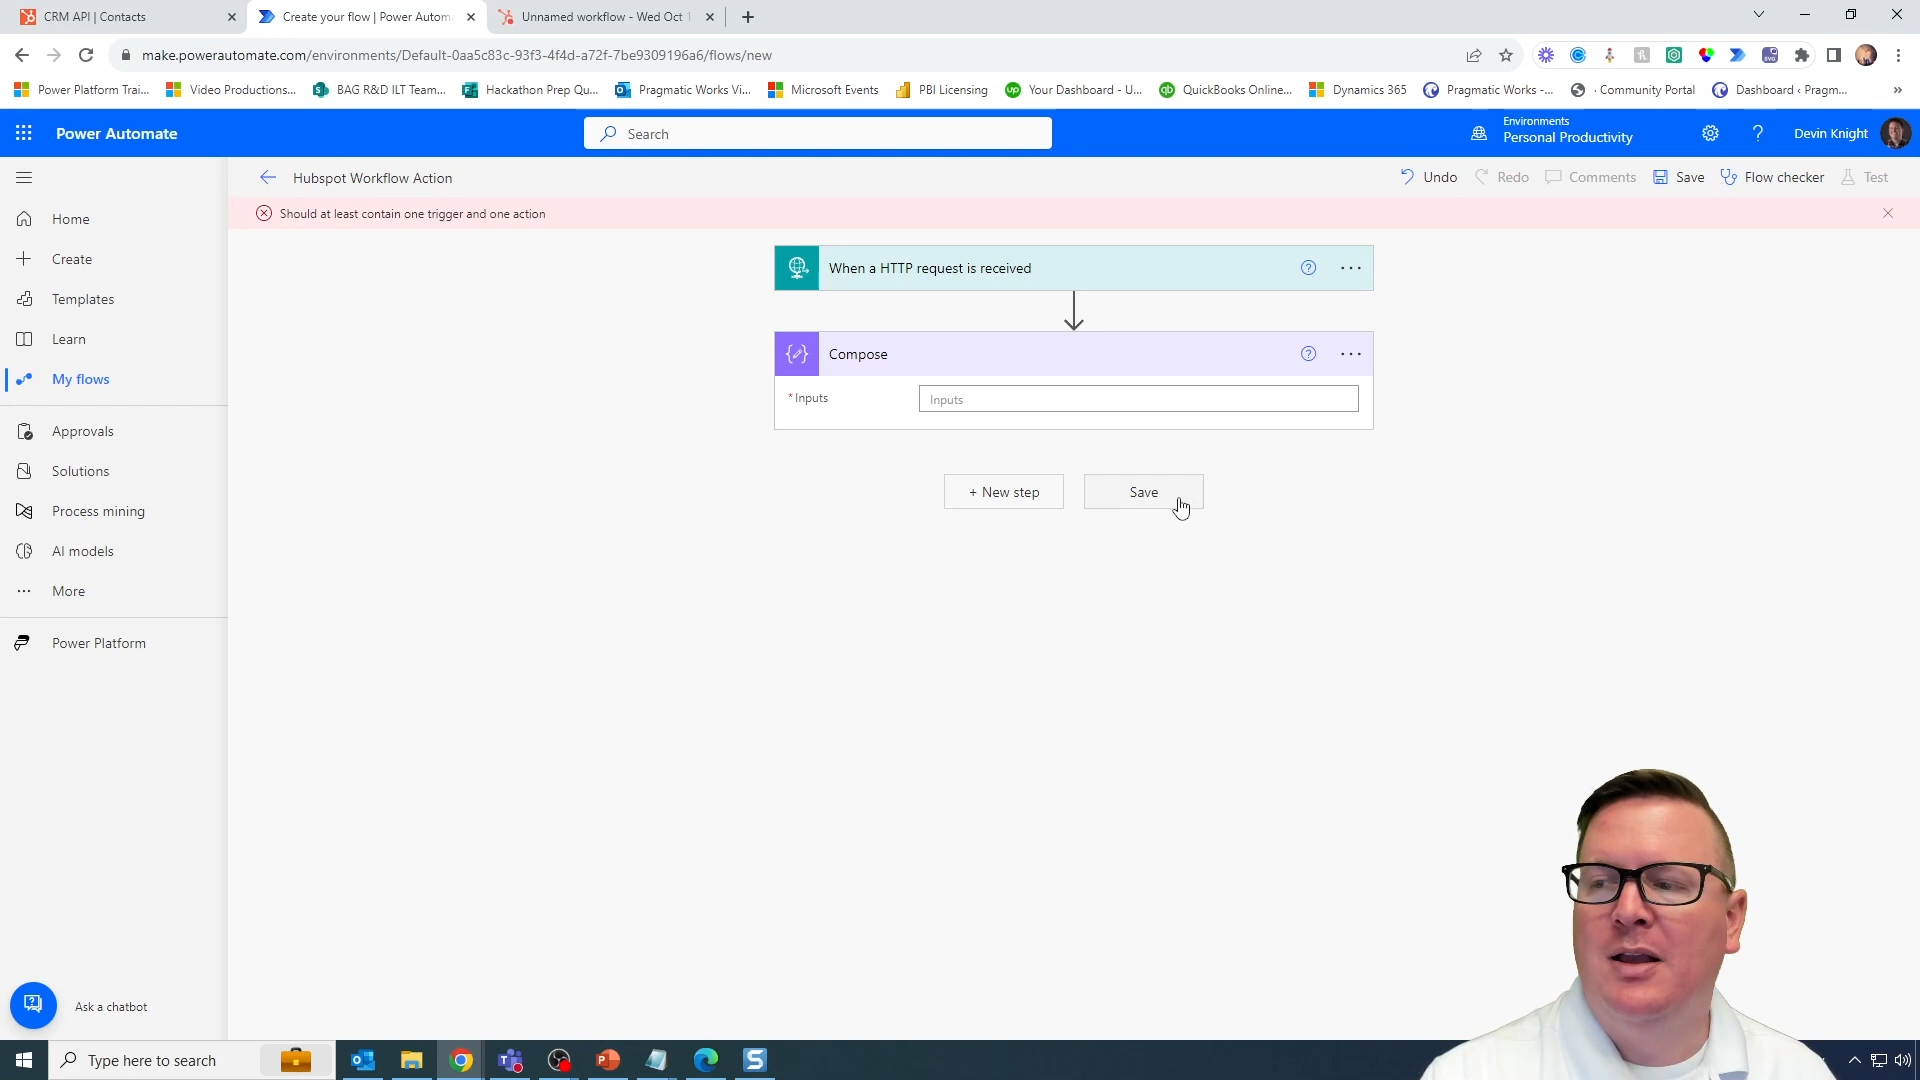 CRM API | Contacts
Create your flow | Power Autom
Unnamed workflow - Wed Oct 1
make.powerautomate.com/environments/Default-0aa5c83c-93f3-4f4d-a72f-7be9309196a6/flows/new
Power Platform Trai...
Video Productions...
BAG R&D ILT Team...
Hackathon Prep Qu...
Pragmatic Works Vi...
Microsoft Events
PBI Licensing
Your Dashboard - U...
QuickBooks Online...
Dynamics 365
Pragmatic Works -...
· Community Portal
Dashboard ‹ Pragm...
»
Power Automate
Search
Environments
Personal Productivity
Devin Knight
Hubspot Workflow Action
Undo
Redo
Comments
Save
Flow checker
Test
Should at least contain one trigger and one action
Home
Create
Templates
Learn
My flows
Approvals
Solutions
Process mining
AI models
More
Power Platform
When a HTTP request is received
Compose
* Inputs
Inputs
+ New step
Save
Ask a chatbot
Type here to search